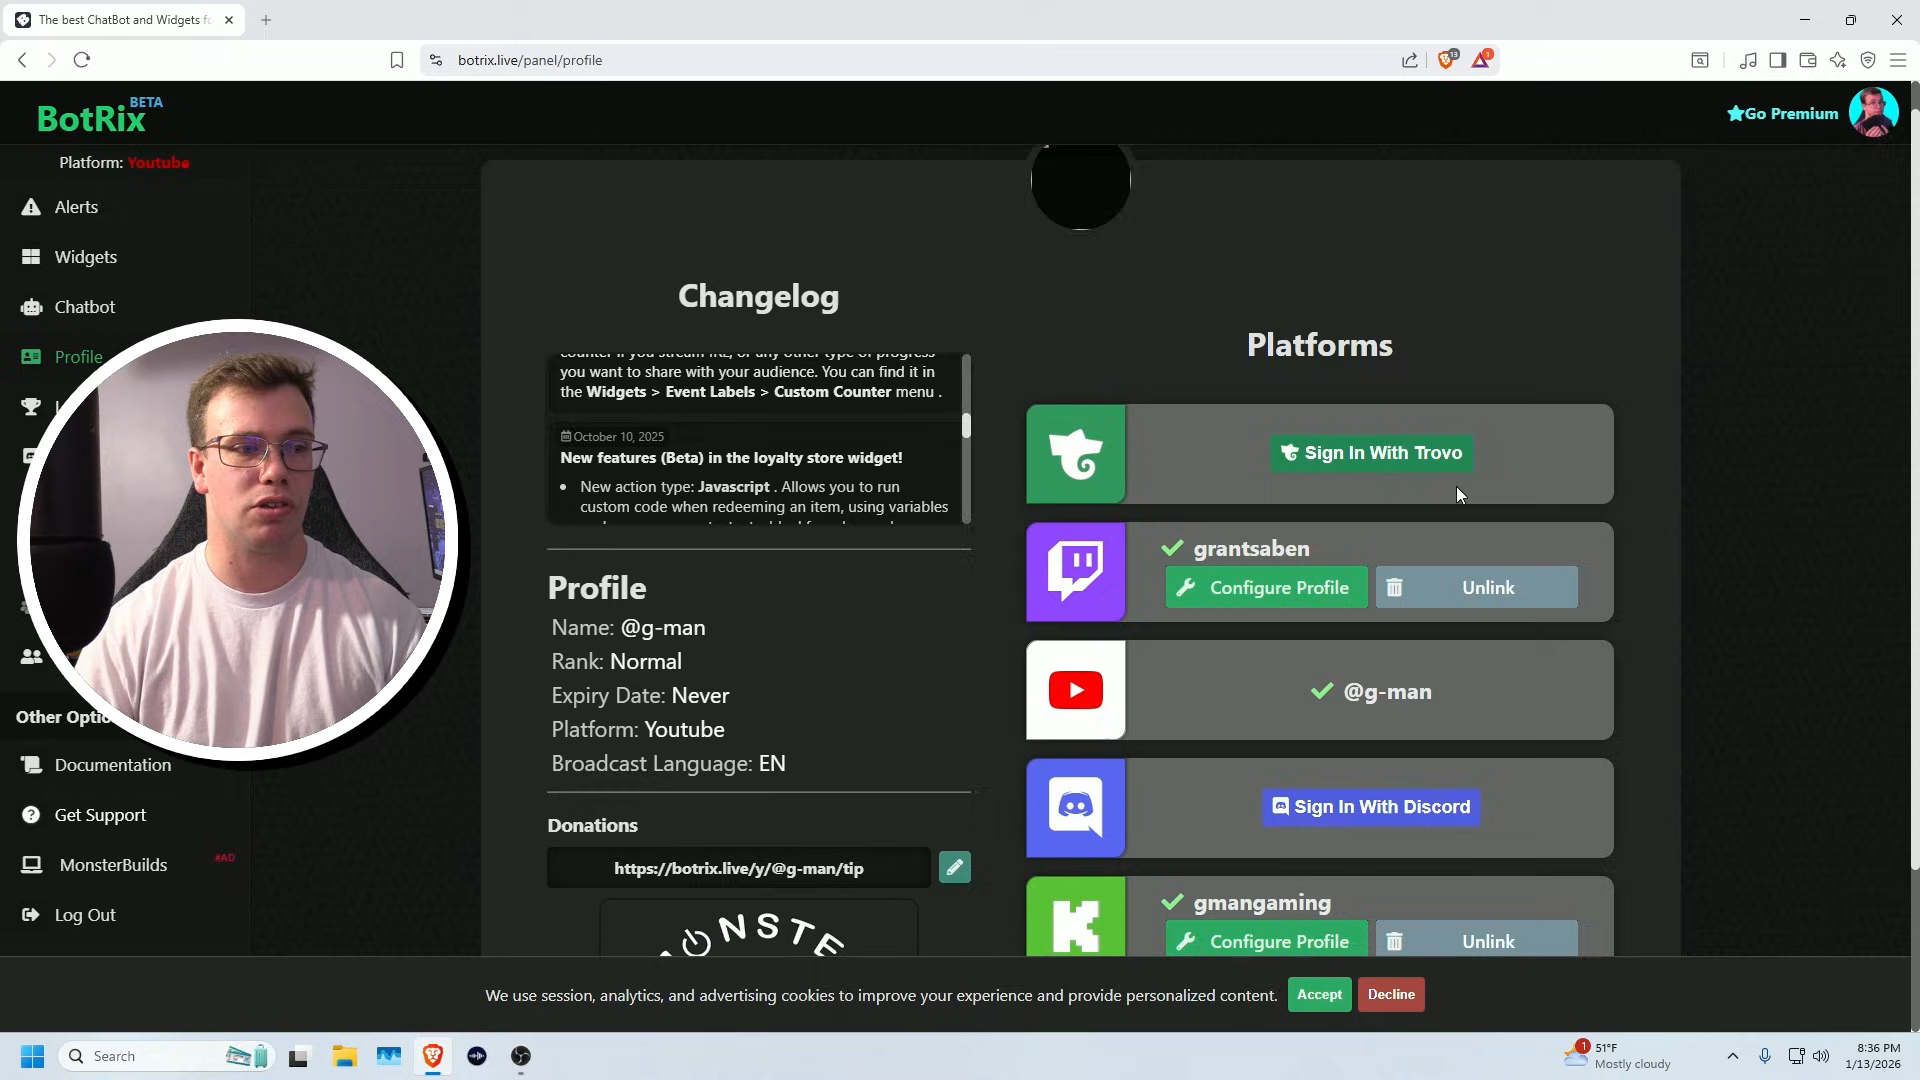 The best ChatBot and Widgets fo
botrix.live/panel/profile
13
1
BotRix
BETA
Go Premium
Platform: Youtube
Alerts
Widgets
Chatbot
Profile
Other Optio
Documentation
Get Support
MonsterBuilds
#AD
Log Out
Changelog
you want to share with your audience. You can find it in
the Widgets > Event Labels > Custom Counter menu .
October 10, 2025
New features (Beta) in the loyalty store widget!
New action type: Javascript . Allows you to run
custom code when redeeming an item, using variables
Profile
Name: @g-man
Rank: Normal
Expiry Date: Never
Platform: Youtube
Broadcast Language: EN
Donations
https://botrix.live/y/@g-man/tip
MONSTE
Platforms
Sign In With Trovo
grantsaben
Configure Profile
Unlink
@g-man
Sign In With Discord
gmangaming
Configure Profile
Unlink
We use session, analytics, and advertising cookies to improve your experience and provide personalized content.
Accept
Decline
Search
1
51°F
Mostly cloudy
8:36 PM
1/13/2026